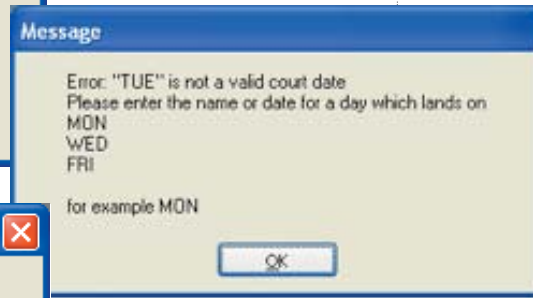 Message
Error: "TUE" is not a valid court date
Please enter the name or date for a day which lands on
MON
WED
FRI
for example MON
OK